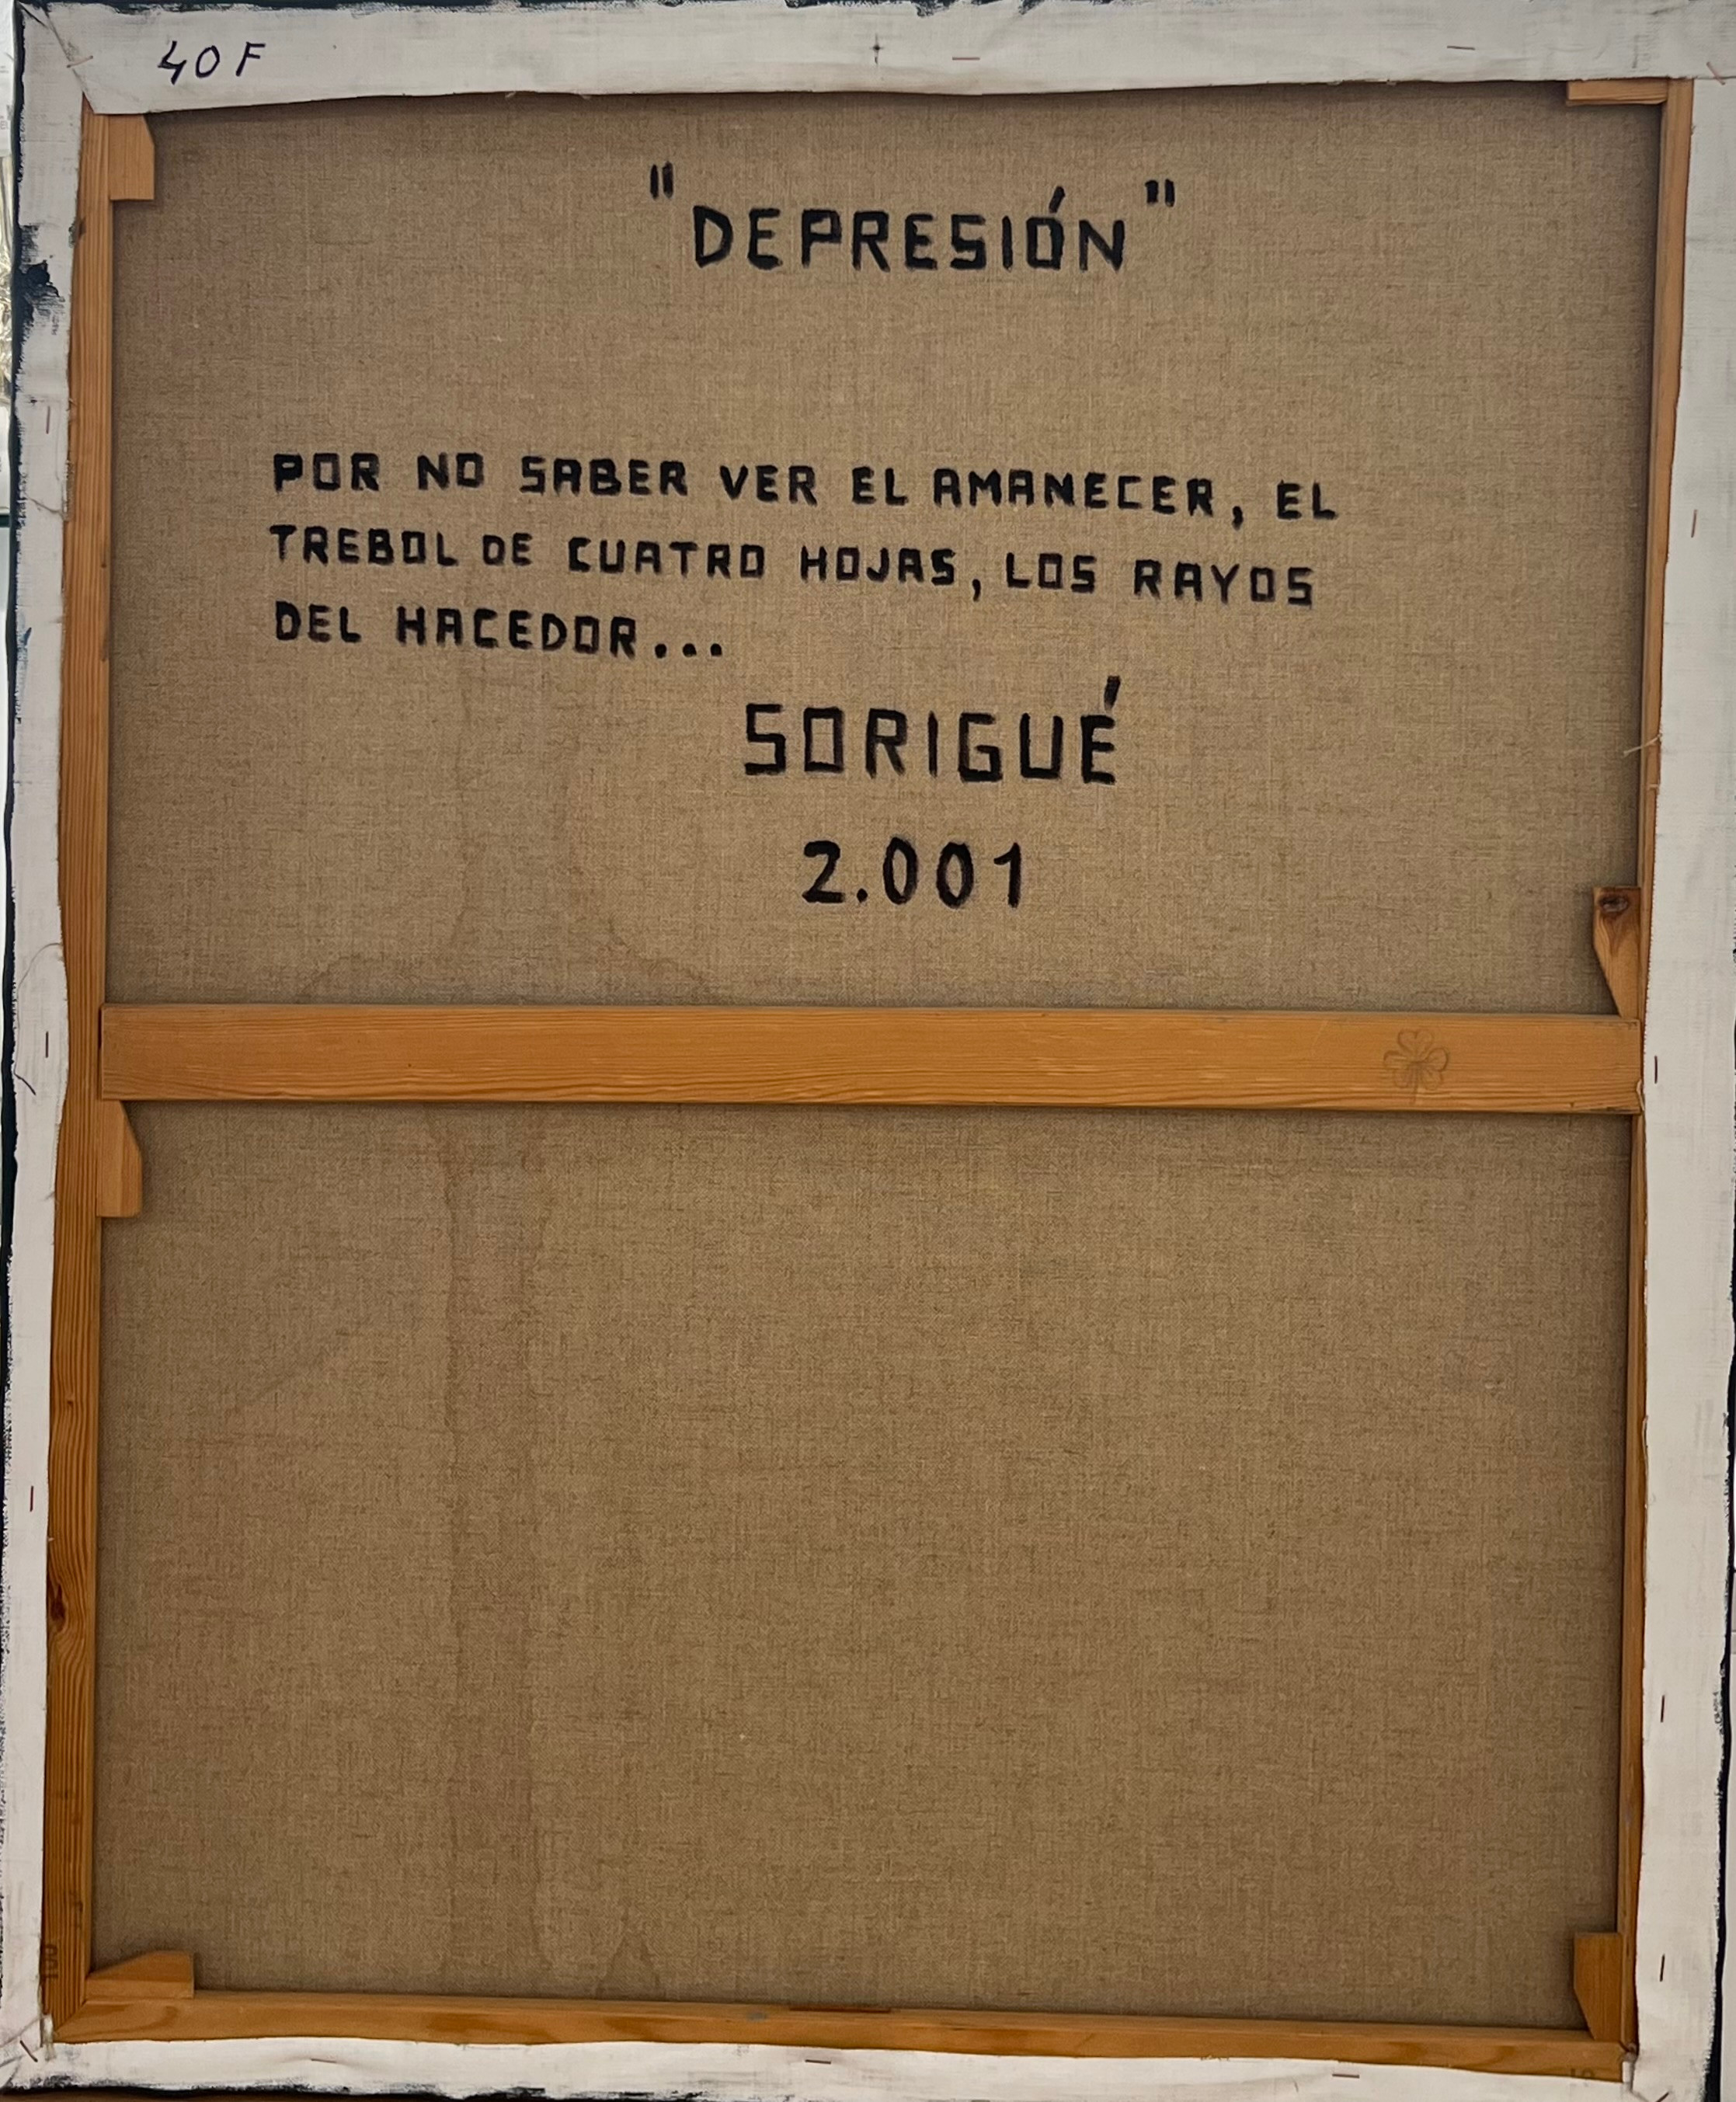 40F
"DEPRESIÓN"
POR NO SABER VER EL AMANECER, EL
TREBOL DE CUATRO HOJAS, LOS RAYOS
DEL HACEDOR...
SORIGUÉ
2.001